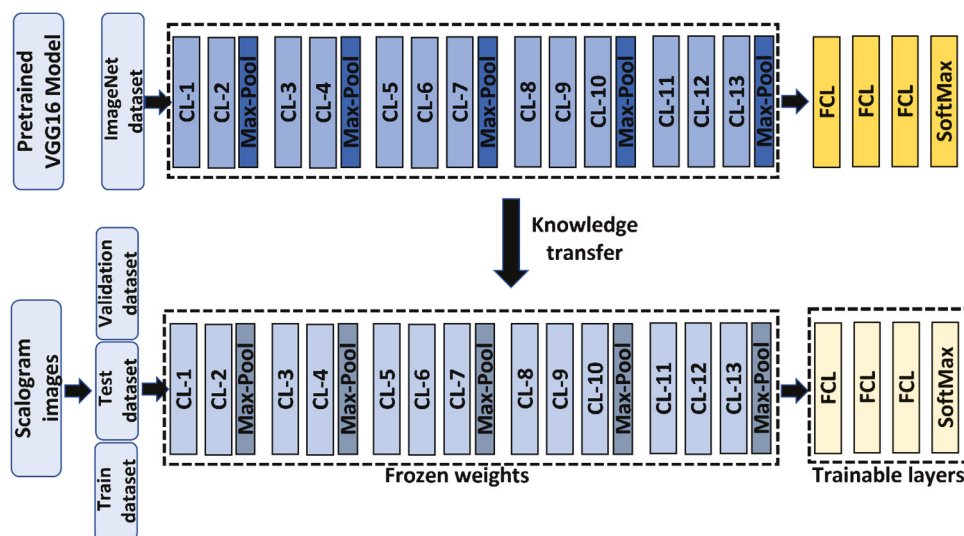 Pretrained
VGG16 Model
ImageNet
dataset
CL-1
CL-2
Max-Pool
CL-3
CL-4
Max-Pool
CL-5
CL-6
CL-7
Max-Pool
CL-8
CL-9
CL-10
Max-Pool
CL-11
CL-12
CL-13
Max-Pool
FCL
FCL
FCL
SoftMax
Knowledge
transfer
Scalogram
images
Validation
dataset
Test
dataset
Train
dataset
CL-1
CL-2
Max-Pool
CL-3
CL-4
Max-Pool
CL-5
CL-6
CL-7
Max-Pool
CL-8
CL-9
CL-10
Max-Pool
CL-11
CL-12
CL-13
Max-Pool
Frozen weights
FCL
FCL
FCL
SoftMax
Trainable layers